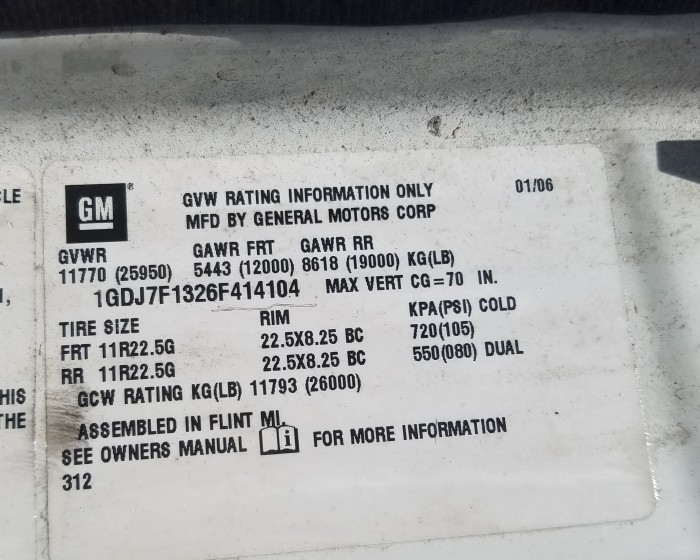 GM ®
GVW RATING INFORMATION ONLY 01/06
MFD BY GENERAL MOTORS CORP
GVWR GAWR FRT GAWR RR
11770 (25950) 5443 (12000) 8618 (19000) KG(LB)
1GDJ7F1326F414104 MAX VERT CG=70 IN.
TIRE SIZE RIM KPA(PSI) COLD
FRT 11R22.5G 22.5X8.25 BC 720(105)
RR 11R22.5G 22.5X8.25 BC 550(080) DUAL
GCW RATING KG(LB) 11793 (26000)
ASSEMBLED IN FLINT MI.
SEE OWNERS MANUAL i FOR MORE INFORMATION
312
HIS
THE